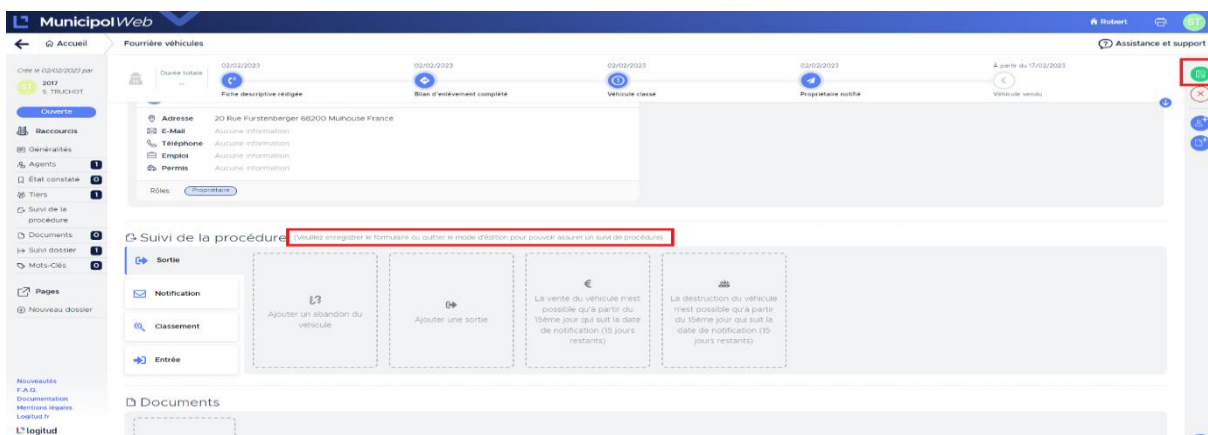 MunicipolWeb
Robert
ST
Accueil
Fourrière véhicules
Assistance et support
Créé le 02/02/2023 par
ST
2017
S. TRUCHOT
Ouverte
Raccourcis
Généralités
Agents 1
État constaté 0
Tiers 1
Suivi de la
procédure
Documents 0
Suivi dossier 1
Mots-Clés 0
Pages
Nouveau dossier
Nouveautés
F.A.Q.
Documentation
Mentions légales
Logitud.fr
logitud
Durée totale
--
02/02/2023
Fiche descriptive rédigée
02/02/2023
Bilan d'enlèvement complété
02/02/2023
Véhicule classé
02/02/2023
Propriétaire notifié
À partir du 17/02/2023
Véhicule vendu
Adresse 20 Rue Furstenberger 68200 Mulhouse France
E-Mail Aucune information
Téléphone Aucune information
Emploi Aucune information
Permis Aucune information
Rôles: Propriétaire
Suivi de la procédure (Veuillez enregistrer le formulaire ou quitter le mode d'édition pour pouvoir assurer un suivi de procédure)
Sortie
Notification
Classement
Entrée
Ajouter un abandon du
véhicule
Ajouter une sortie
La vente du véhicule n'est
possible qu'à partir du
15ème jour qui suit la date
de notification (15 jours
restants)
La destruction du véhicule
n'est possible qu'à partir
du 15ème jour qui suit la
date de notification (15
jours restants)
Documents